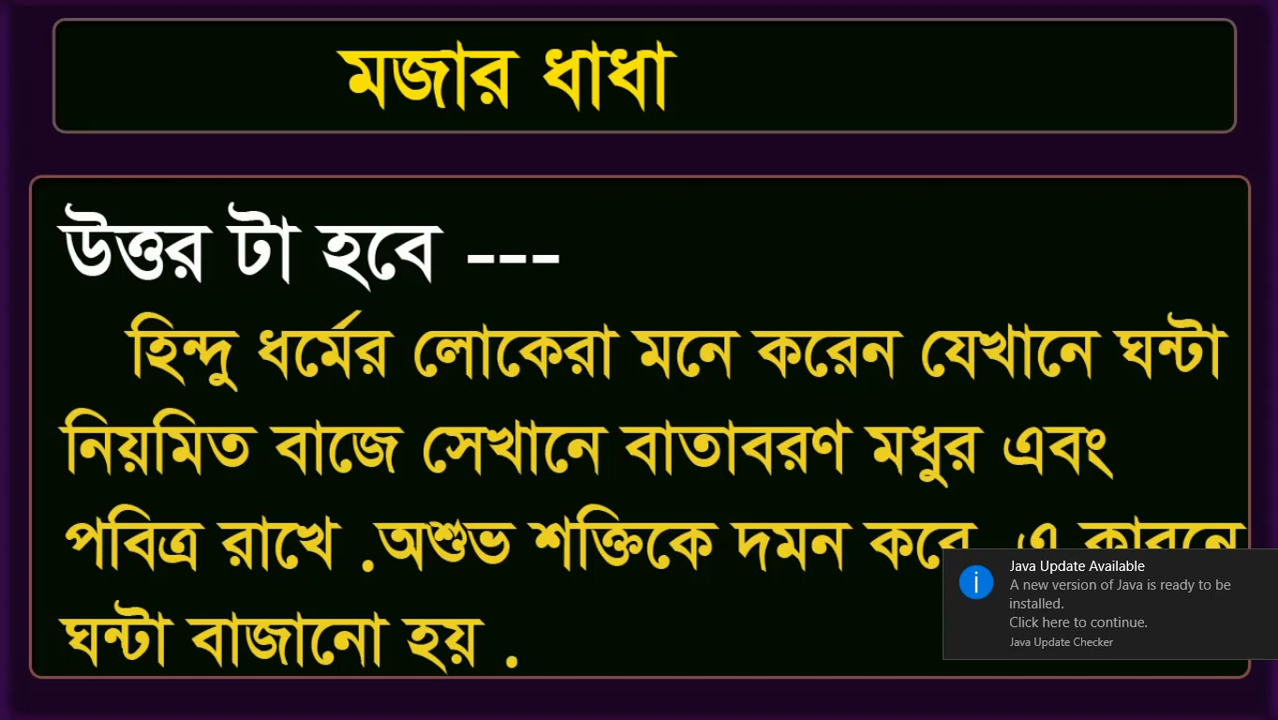 মজার ধাধা
উত্তর টা হবে ---
হিন্দু ধর্মের লোকেরা মনে করেন যেখানে ঘন্টা
নিয়মিত বাজে সেখানে বাতাবরণ মধুর এবং
পবিত্র রাখে .অশুভ শক্তিকে দমন করে এ কারনে
ঘন্টা বাজানো হয় .
Java Update Available
A new version of Java is ready to be
installed.
Click here to continue.
Java Update Checker